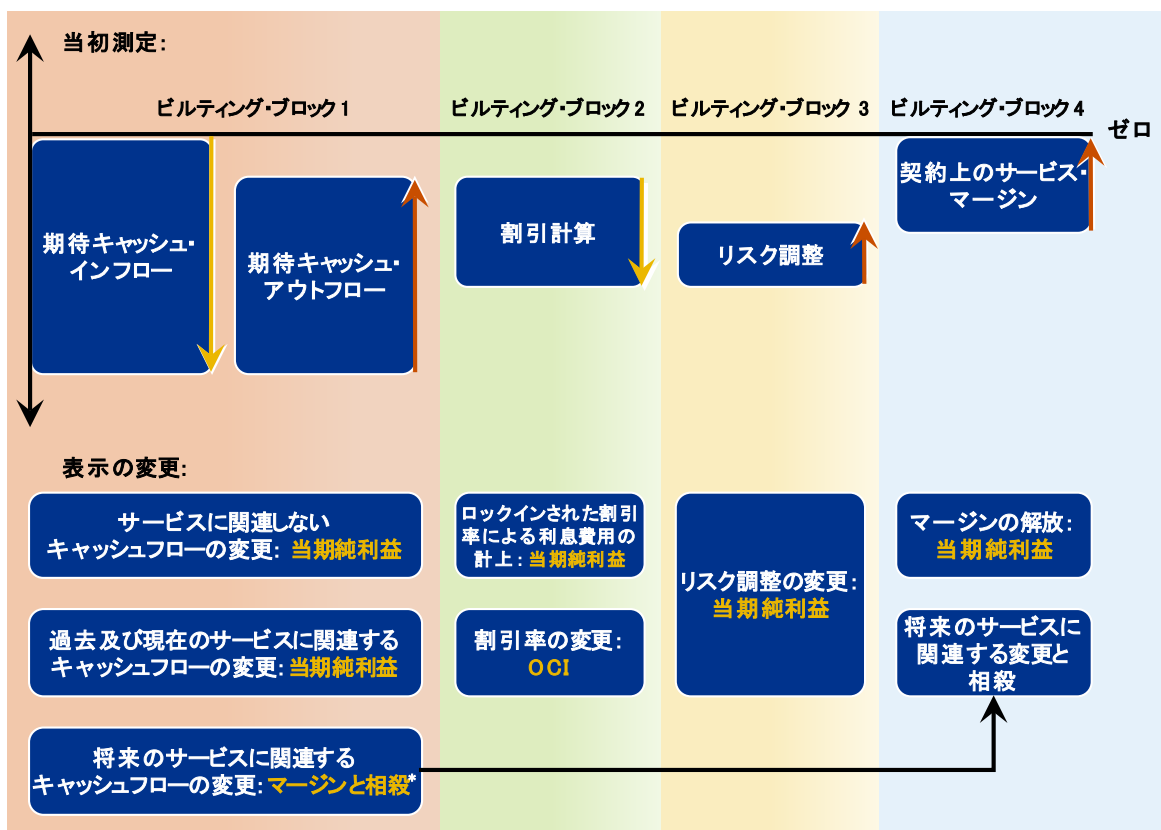 当初測定:
ビルティング・ブロック 1
ビルティング・ブロック 2
ビルティング・ブロック 3
ビルティング・ブロック 4
ゼロ
期待キャッシュ・
インフロー
期待キャッシュ・
アウトフロー
割引計算
リスク調整
契約上のサービス・
マージン
表示の変更:
サービスに関連しない
キャッシュフローの変更: 当期純利益
過去及び現在のサービスに関連する
キャッシュフローの変更: 当期純利益
将来のサービスに関連する
キャッシュフローの変更: マージンと相殺*
ロックインされた割引
率による利息費用の
計上: 当期純利益
割引率の変更:
OCI
リスク調整の変更:
当期純利益
マージンの解放:
当期純利益
将来のサービスに
関連する変更と
相殺